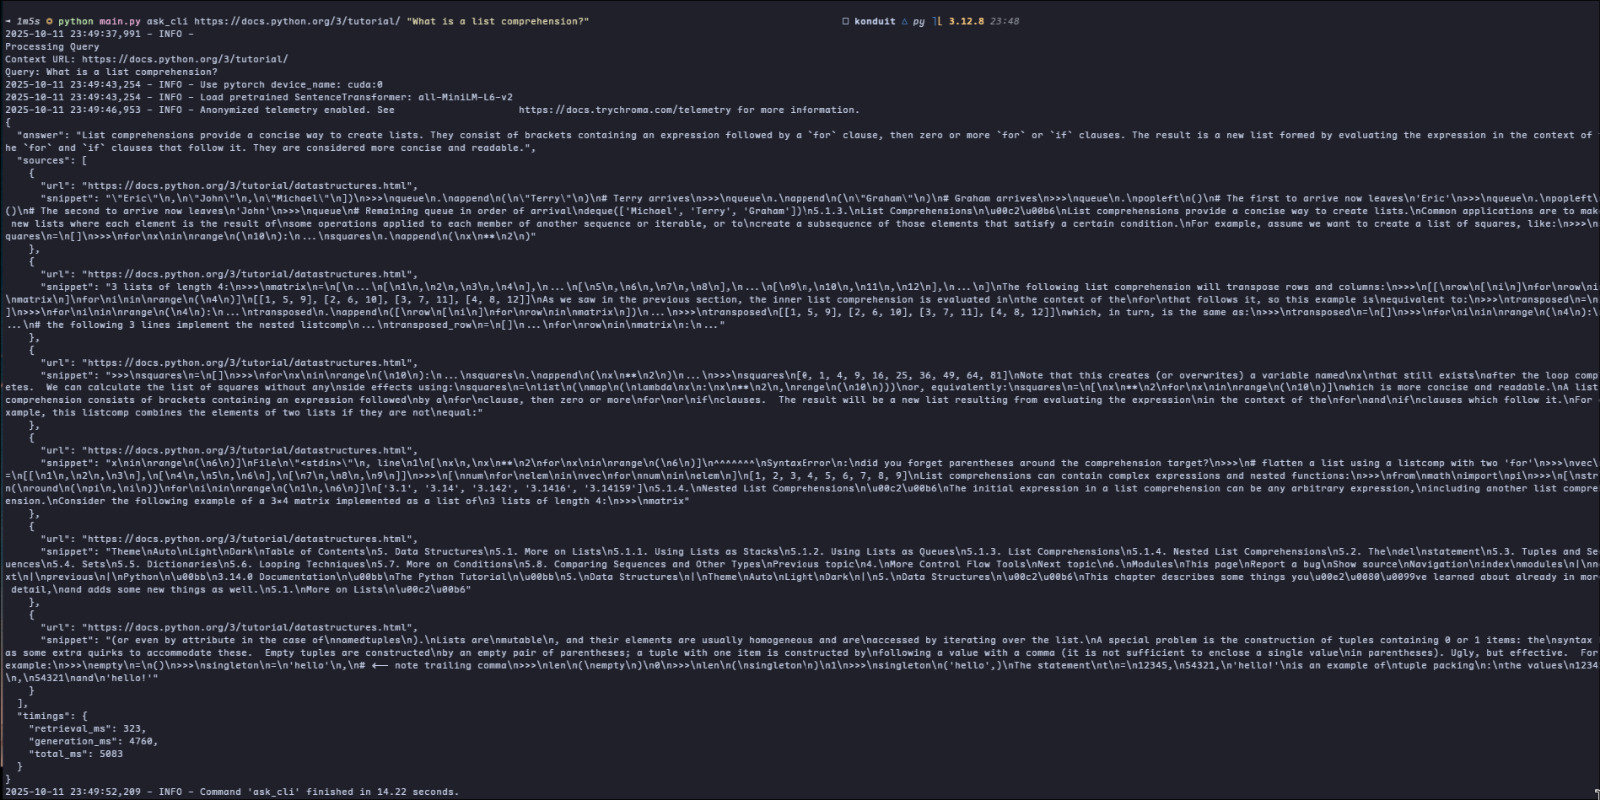 → 1m5s ⚙ python main.py ask_cli https://docs.python.org/3/tutorial/ "What is a list comprehension?" □ konduit △ py 3.12.8 23:48
2025-10-11 23:49:37,991 - INFO -
Processing Query
Context URL: https://docs.python.org/3/tutorial/
Query: What is a list comprehension?
2025-10-11 23:49:43,254 - INFO - Use pytorch device_name: cuda:0
2025-10-11 23:49:43,254 - INFO - Load pretrained SentenceTransformer: all-MiniLM-L6-v2
2025-10-11 23:49:46,953 - INFO - Anonymized telemetry enabled. See https://docs.trychroma.com/telemetry for more information.
{
"answer": "List comprehensions provide a concise way to create lists. They consist of brackets containing an expression followed by a `for` clause, then zero or more `for` or `if` clauses. The result is a new list formed by evaluating the expression in the context of t
he `for` and `if` clauses that follow it. They are considered more concise and readable.",
"sources": [
{
"url": "https://docs.python.org/3/tutorial/datastructures.html",
"snippet": "\"Eric\"\n,\n\"John\"\n,\n\"Michael\"\n])\n>>>\nqueue\n.\nappend\n(\n\"Terry\"\n)\n# Terry arrives\n>>>\nqueue\n.\nappend\n(\n\"Graham\"\n)\n# Graham arrives\n>>>\nqueue\n.\npopleft\n()\n# The first to arrive now leaves\n'Eric'\n>>>\nqueue\n.\npopleft\n
()\n# The second to arrive now leaves\n'John'\n>>>\nqueue\n# Remaining queue in order of arrival\ndeque(['Michael', 'Terry', 'Graham'])\n5.1.3.\nList Comprehensions\n\u00c2\u00b6\nList comprehensions provide a concise way to create lists.\nCommon applications are to mak
new lists where each element is the result of\nsome operations applied to each member of another sequence or iterable, or to\ncreate a subsequence of those elements that satisfy a certain condition.\nFor example, assume we want to create a list of squares, like:\n>>>\ns
quares\n=\n[]\n>>>\nfor\nx\nin\nrange\n(\n10\n):\n...\nsquares\n.\nappend\n(\nx\n**\n2\n)"
},
{
"url": "https://docs.python.org/3/tutorial/datastructures.html",
"snippet": "3 lists of length 4:\n>>>\nmatrix\n=\n[\n...\n[\n1\n,\n2\n,\n3\n,\n4\n],\n...\n[\n5\n,\n6\n,\n7\n,\n8\n],\n...\n[\n9\n,\n10\n,\n11\n,\n12\n],\n...\n]\nThe following list comprehension will transpose rows and columns:\n>>>\n[[\nrow\n[\ni\n]\nfor\nrow\nin
\nmatrix\n]\nfor\ni\nin\nrange\n(\n4\n)]\n[[1, 5, 9], [2, 6, 10], [3, 7, 11], [4, 8, 12]]\nAs we saw in the previous section, the inner list comprehension is evaluated in\nthe context of the\nfor\nthat follows it, so this example is\nequivalent to:\n>>>\ntransposed\n=\n
]\n>>>\nfor\ni\nin\nrange\n(\n4\n):\n...\ntransposed\n.\nappend\n([\nrow\n[\ni\n]\nfor\nrow\nin\nmatrix\n])\n...\n>>>\ntransposed\n[[1, 5, 9], [2, 6, 10], [3, 7, 11], [4, 8, 12]]\nwhich, in turn, is the same as:\n>>>\ntransposed\n=\n[]\n>>>\nfor\ni\nin\nrange\n(\n4\n):\
...\n# the following 3 lines implement the nested listcomp\n...\ntransposed_row\n=\n[]\n...\nfor\nrow\nin\nmatrix\n:\n..."
},
{
"url": "https://docs.python.org/3/tutorial/datastructures.html",
"snippet": ">>>\nsquares\n=\n[]\n>>>\nfor\nx\nin\nrange\n(\n10\n):\n...\nsquares\n.\nappend\n(\nx\n**\n2\n)\n...\n>>>\nsquares\n[0, 1, 4, 9, 16, 25, 36, 49, 64, 81]\nNote that this creates (or overwrites) a variable named\nx\nthat still exists\nafter the loop comp
etes.  We can calculate the list of squares without any\nside effects using:\nsquares\n=\nlist\n(\nmap\n(\nlambda\nx\n:\nx\n**\n2\n,\nrange\n(\n10\n)))\nor, equivalently:\nsquares\n=\n[\nx\n**\n2\nfor\nx\nin\nrange\n(\n10\n)]\nwhich is more concise and readable.\nA list
comprehension consists of brackets containing an expression followed\nby a\nfor\nclause, then zero or more\nfor\nor\nif\nclauses.  The result will be a new list resulting from evaluating the expression\nin the context of the\nfor\nand\nif\nclauses which follow it.\nFor e
xample, this listcomp combines the elements of two lists if they are not\nequal:"
},
{
"url": "https://docs.python.org/3/tutorial/datastructures.html",
"snippet": "x\nin\nrange\n(\n6\n)]\nFile\n\"<stdin>\"\n, line\n1\n[\nx\n,\nx\n**\n2\nfor\nx\nin\nrange\n(\n6\n)]\n^^^^^^^\nSyntaxError\n:\ndid you forget parentheses around the comprehension target?\n>>>\n# flatten a list using a listcomp with two 'for'\n>>>\nvec\
=\n[[\n1\n,\n2\n,\n3\n],\n[\n4\n,\n5\n,\n6\n],\n[\n7\n,\n8\n,\n9\n]]\n>>>\n[\nnum\nfor\nelem\nin\nvec\nfor\nnum\nin\nelem\n]\n[1, 2, 3, 4, 5, 6, 7, 8, 9]\nList comprehensions can contain complex expressions and nested functions:\n>>>\nfrom\nmath\nimport\npi\n>>>\n[\nstr
(\nround\n(\npi\n,\ni\n))\nfor\ni\nin\nrange\n(\n1\n,\n6\n)]\n['3.1', '3.14', '3.142', '3.1416', '3.14159']\n5.1.4.\nNested List Comprehensions\n\u00c2\u00b6\nThe initial expression in a list comprehension can be any arbitrary expression,\nincluding another list compre
ension.\nConsider the following example of a 3×4 matrix implemented as a list of\n3 lists of length 4:\n>>>\nmatrix"
},
{
"url": "https://docs.python.org/3/tutorial/datastructures.html",
"snippet": "Theme\nAuto\nLight\nDark\nTable of Contents\n5. Data Structures\n5.1. More on Lists\n5.1.1. Using Lists as Stacks\n5.1.2. Using Lists as Queues\n5.1.3. List Comprehensions\n5.1.4. Nested List Comprehensions\n5.2. The\ndel\nstatement\n5.3. Tuples and Se
uences\n5.4. Sets\n5.5. Dictionaries\n5.6. Looping Techniques\n5.7. More on Conditions\n5.8. Comparing Sequences and Other Types\nPrevious topic\n4.\nMore Control Flow Tools\nNext topic\n6.\nModules\nThis page\nReport a bug\nShow source\nNavigation\nindex\nmodules\n|\nn
xt\n|\nprevious\n|\nPython\n\u00bb\n3.14.0 Documentation\n\u00bb\nThe Python Tutorial\n\u00bb\n5.\nData Structures\n|\nTheme\nAuto\nLight\nDark\n|\n5.\nData Structures\n\u00c2\u00b6\nThis chapter describes some things you\u00e2\u0080\u0099ve learned about already in mor
detail,\nand adds some new things as well.\n5.1.\nMore on Lists\n\u00c2\u00b6"
},
{
"url": "https://docs.python.org/3/tutorial/datastructures.html",
"snippet": "(or even by attribute in the case of\nnamedtuples\n).\nLists are\nmutable\n, and their elements are usually homogeneous and are\naccessed by iterating over the list.\nA special problem is the construction of tuples containing 0 or 1 items: the\nsyntax
as some extra quirks to accommodate these.  Empty tuples are constructed\nby an empty pair of parentheses; a tuple with one item is constructed by\nfollowing a value with a comma (it is not sufficient to enclose a single value\nin parentheses). Ugly, but effective.  For
example:\n>>>\nempty\n=\n()\n>>>\nsingleton\n=\n'hello'\n,\n# <-- note trailing comma\n>>>\nlen\n(\nempty\n)\n0\n>>>\nlen\n(\nsingleton\n)\n1\n>>>\nsingleton\n('hello',)\nThe statement\nt\n=\n12345,\n54321,\n'hello!'\nis an example of\ntuple packing\n:\nthe values\n1234
\n,\n54321\nand\n'hello!'"
}
],
"timings": {
"retrieval_ms": 323,
"generation_ms": 4760,
"total_ms": 5083
}
}
2025-10-11 23:49:52,209 - INFO - Command 'ask_cli' finished in 14.22 seconds.